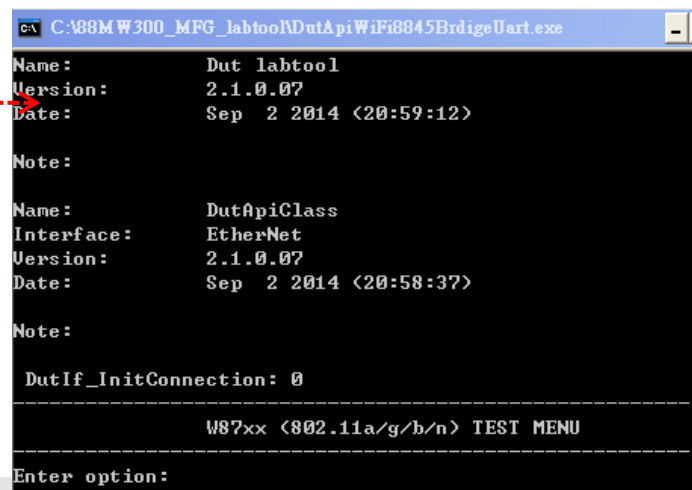 C:\88MW300_MFG_labtool\DutApiWiFi8845BrdigeUart.exe
Name: Dut labtool
Version: 2.1.0.07
Date: Sep 2 2014 (20:59:12)
Note:
Name: DutApiClass
Interface: EtherNet
Version: 2.1.0.07
Date: Sep 2 2014 (20:58:37)
Note:
DutIf_InitConnection: 0
--------------------------------------------------------
W87xx (802.11a/g/b/n) TEST MENU
--------------------------------------------------------
Enter option: